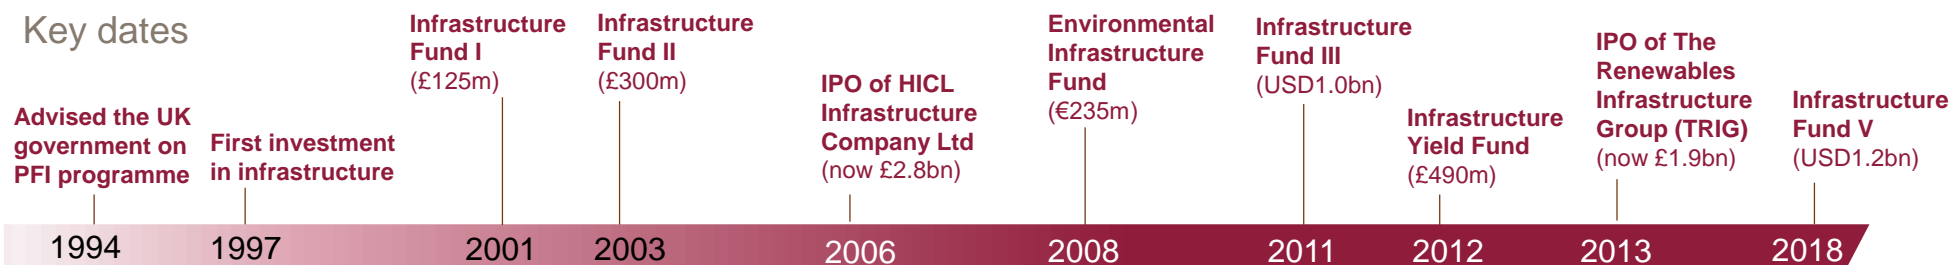 Key dates
Advised the UK
government on
PFI programme
First investment
in infrastructure
Infrastructure
Fund I
(£125m)
Infrastructure
Fund II
(£300m)
IPO of HICL
Infrastructure
Company Ltd
(now £2.8bn)
Environmental
Infrastructure
Fund
(€235m)
Infrastructure
Fund III
(USD1.0bn)
Infrastructure
Yield Fund
(£490m)
IPO of The
Renewables
Infrastructure
Group (TRIG)
(now £1.9bn)
Infrastructure
Fund V
(USD1.2bn)
1994
1997
2001
2003
2006
2008
2011
2012
2013
2018